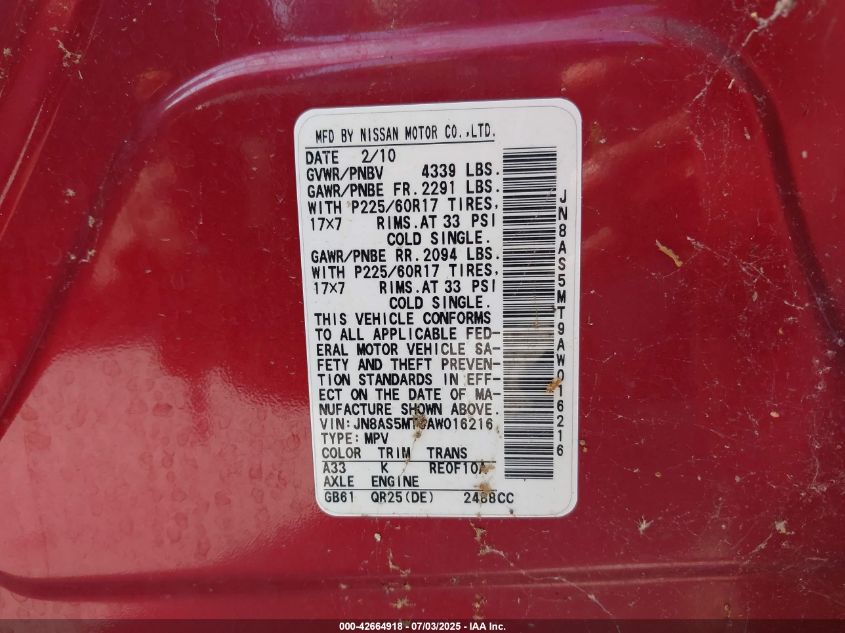 MFD BY NISSAN MOTOR CO.,LTD.
DATE 2/10
GVWR/PNBV 4339 LBS.
GAWR/PNBE FR.2291 LBS.
WITH P225/60R17 TIRES,
17x7 RIMS.AT 33 PSI
COLD SINGLE.
GAWR/PNBE RR.2094 LBS.
WITH P225/60R17 TIRES,
17x7 RIMS.AT 33 PSI
COLD SINGLE.
THIS VEHICLE CONFORMS
TO ALL APPLICABLE FED-
ERAL MOTOR VEHICLE SA-
FETY AND THEFT PREVEN-
TION STANDARDS IN EFF-
ECT ON THE DATE OF MA-
NUFACTURE SHOWN ABOVE.
VIN:JN8AS5MT9AW016216
TYPE:MPV
COLOR TRIM TRANS
A33 K RE0F10A
AXLE ENGINE
GB61 QR25(DE) 2488CC
JN8AS5MT9AW016216
000-42664918 - 07/03/2025 - IAA Inc.